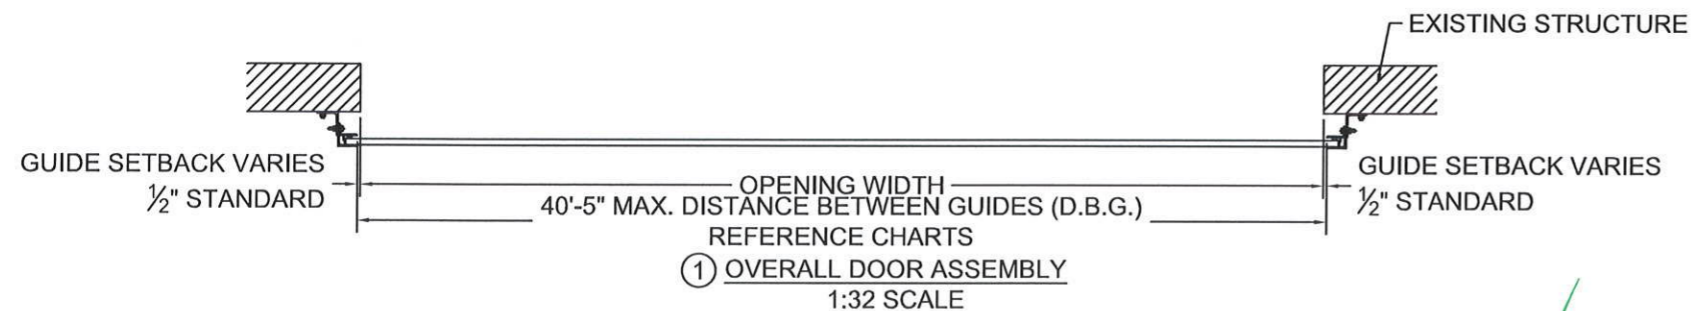 EXISTING STRUCTURE
GUIDE SETBACK VARIES
½" STANDARD
OPENING WIDTH
40'-5" MAX. DISTANCE BETWEEN GUIDES (D.B.G.)
REFERENCE CHARTS
GUIDE SETBACK VARIES
½" STANDARD
1 OVERALL DOOR ASSEMBLY
1:32 SCALE